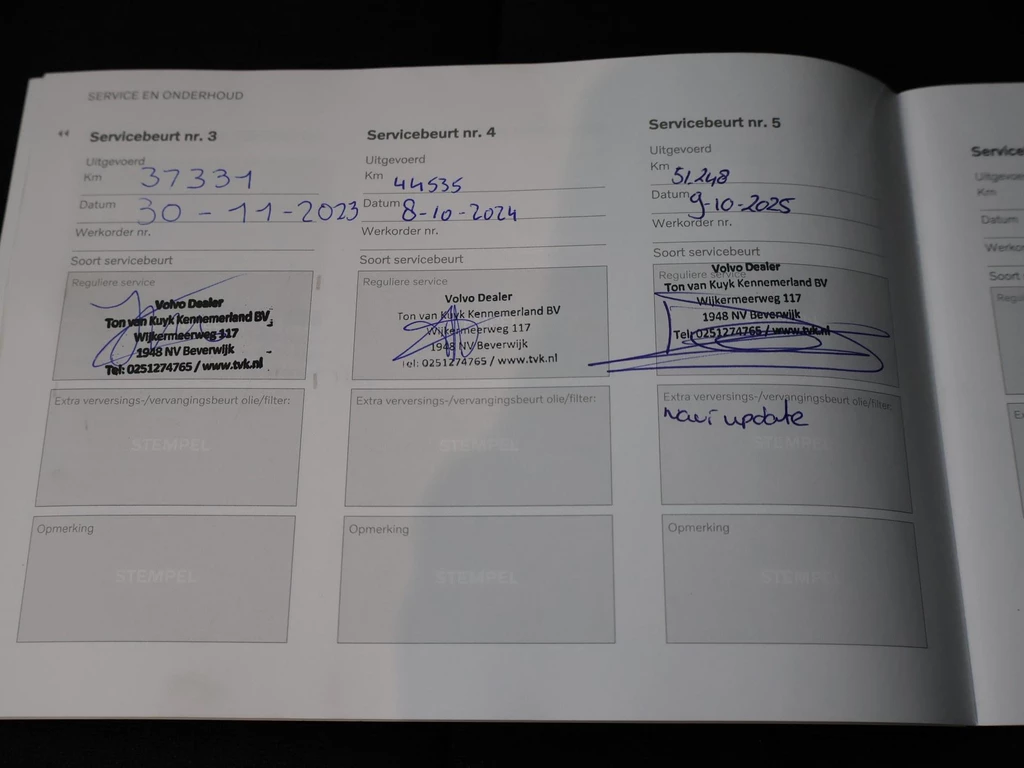 SERVICE EN ONDERHOUD
Servicebeurt nr. 3
Uitgevoerd
Km 37331
Datum 30-11-2023
Werkorder nr.
Soort servicebeurt
Reguliere service
Volvo Dealer
Ton van Kuyk Kennemerland BV
Wijkermeerweg 117
1948 NV Beverwijk
Tel: 0251274765 / www.tvk.nl
Extra verversings-/vervangingsbeurt olie/filter:
STEMPEL
Opmerking
STEMPEL
Servicebeurt nr. 4
Uitgevoerd
Km 44535
Datum 8-10-2024
Werkorder nr.
Soort servicebeurt
Reguliere service
Volvo Dealer
Ton van Kuyk Kennemerland BV
Wijkermeerweg 117
1948 NV Beverwijk
Tel: 0251274765 / www.tvk.nl
Extra verversings-/vervangingsbeurt olie/filter:
STEMPEL
Opmerking
STEMPEL
Servicebeurt nr. 5
Uitgevoerd
Km 51.248
Datum 9-10-2025
Werkorder nr.
Soort servicebeurt
Reguliere service
Volvo Dealer
Ton van Kuyk Kennemerland BV
Wijkermeerweg 117
1948 NV Beverwijk
Tel: 0251274765 / www.tvk.nl
Extra verversings-/vervangingsbeurt olie/filter:
navi update
STEMPEL
Opmerking
STEMPEL
Service
Uitgevoe
Km
Datum
Werko
Soort
Regu